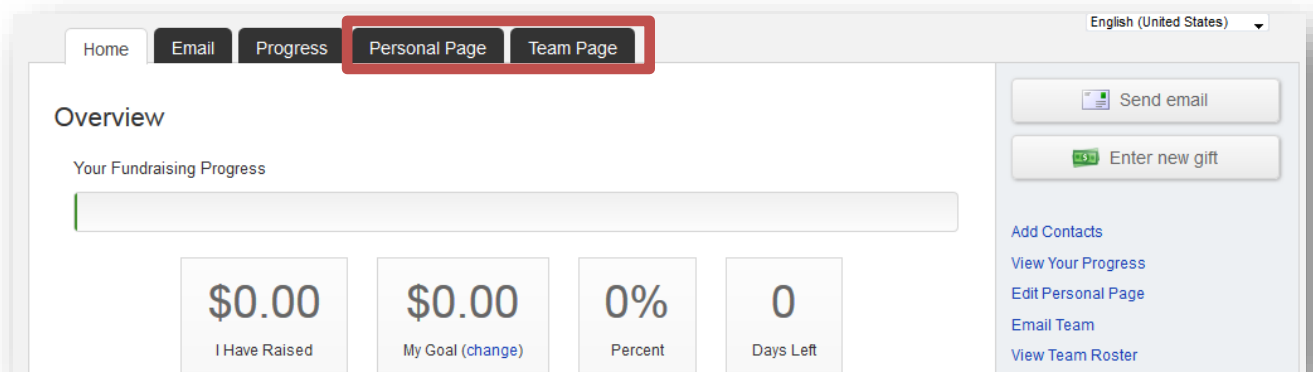 English (United States)
Home Email Progress Personal Page Team Page
Send email
Overview
Enter new gift
Your Fundraising Progress
Add Contacts
View Your Progress
Edit Personal Page
Email Team
View Team Roster
$0.00 $0.00 0% 0
I Have Raised My Goal (change) Percent Days Left